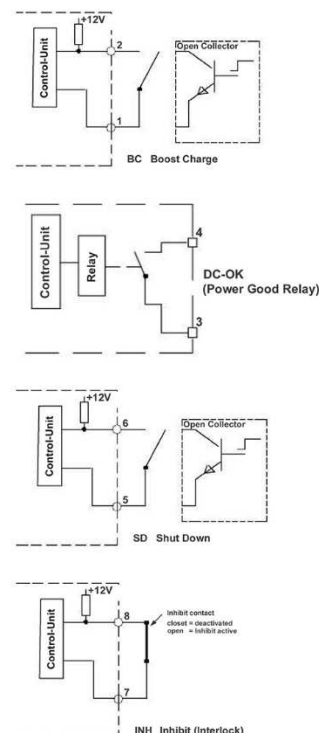 +12V
2
Open Collector
Control-Unit
1
BC Boost Charge
4
Control-Unit
Relay
DC-OK
(Power Good Relay)
3
+12V
6
Open Collector
Control-Unit
5
SD Shut Down
+12V
8
Inhibit contact
closet = deactivated
open = Inhibit active
Control-Unit
7
INH Inhibit (Interlock)